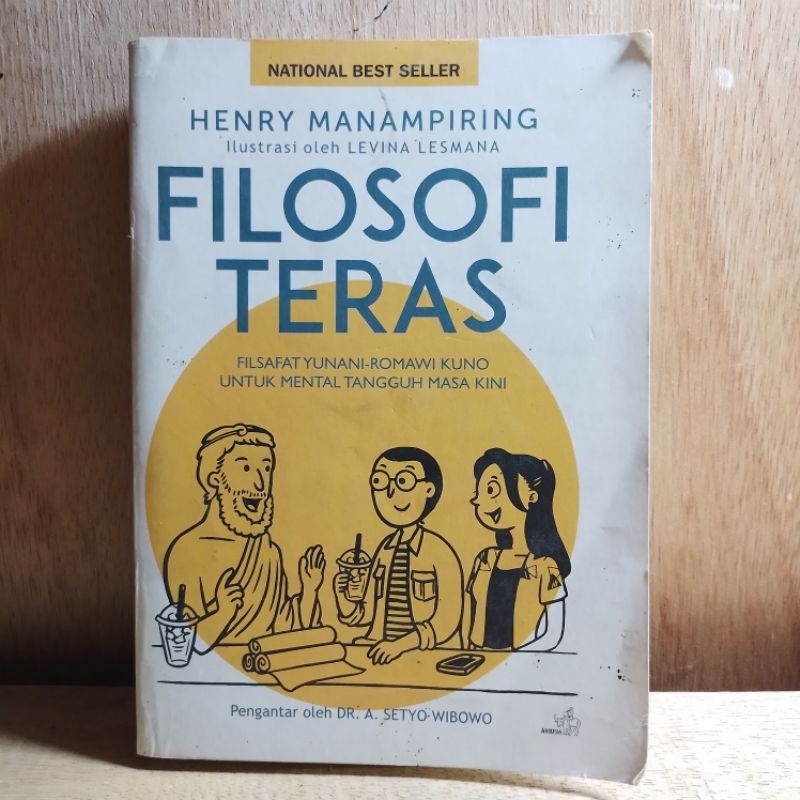 NATIONAL BEST SELLER
HENRY MANAMPIRING
Ilustrasi oleh LEVINA LESMANA
FILOSOFI
TERAS
FILSAFAT YUNANI-ROMAWI KUNO
UNTUK MENTAL TANGGUH MASA KINI
Pengantar oleh DR. A. SETYO WIBOWO